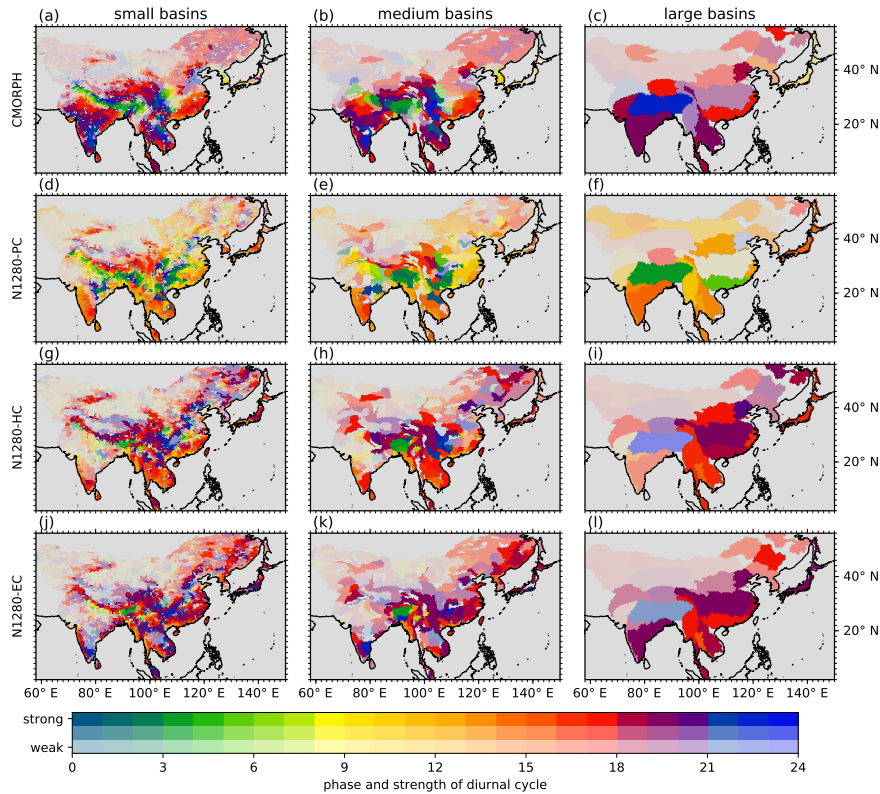 small basins medium basins large basins
(a) (b) (c)
CMORPH
40° N
20° N
(d) (e) (f)
N1280-PC
40° N
20° N
(g) (h) (i)
N1280-HC
40° N
20° N
(j) (k) (l)
N1280-EC
40° N
20° N
60° E 80° E 100° E 120° E 140° E 60° E 80° E 100° E 120° E 140° E 60° E 80° E 100° E 120° E 140° E
strong
weak
0 3 6 9 12 15 18 21 24
phase and strength of diurnal cycle